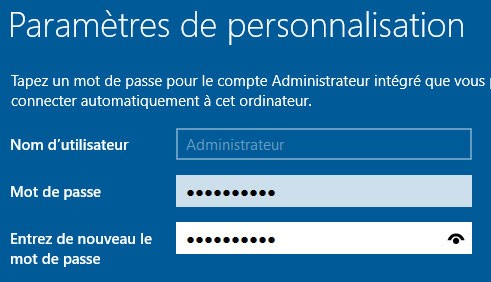 Paramètres de personnalisation
Tapez un mot de passe pour le compte Administrateur intégré que vous
connecter automatiquement à cet ordinateur.
Nom d'utilisateur
Administrateur
Mot de passe
••••••••••
Entrez de nouveau le
mot de passe
••••••••••